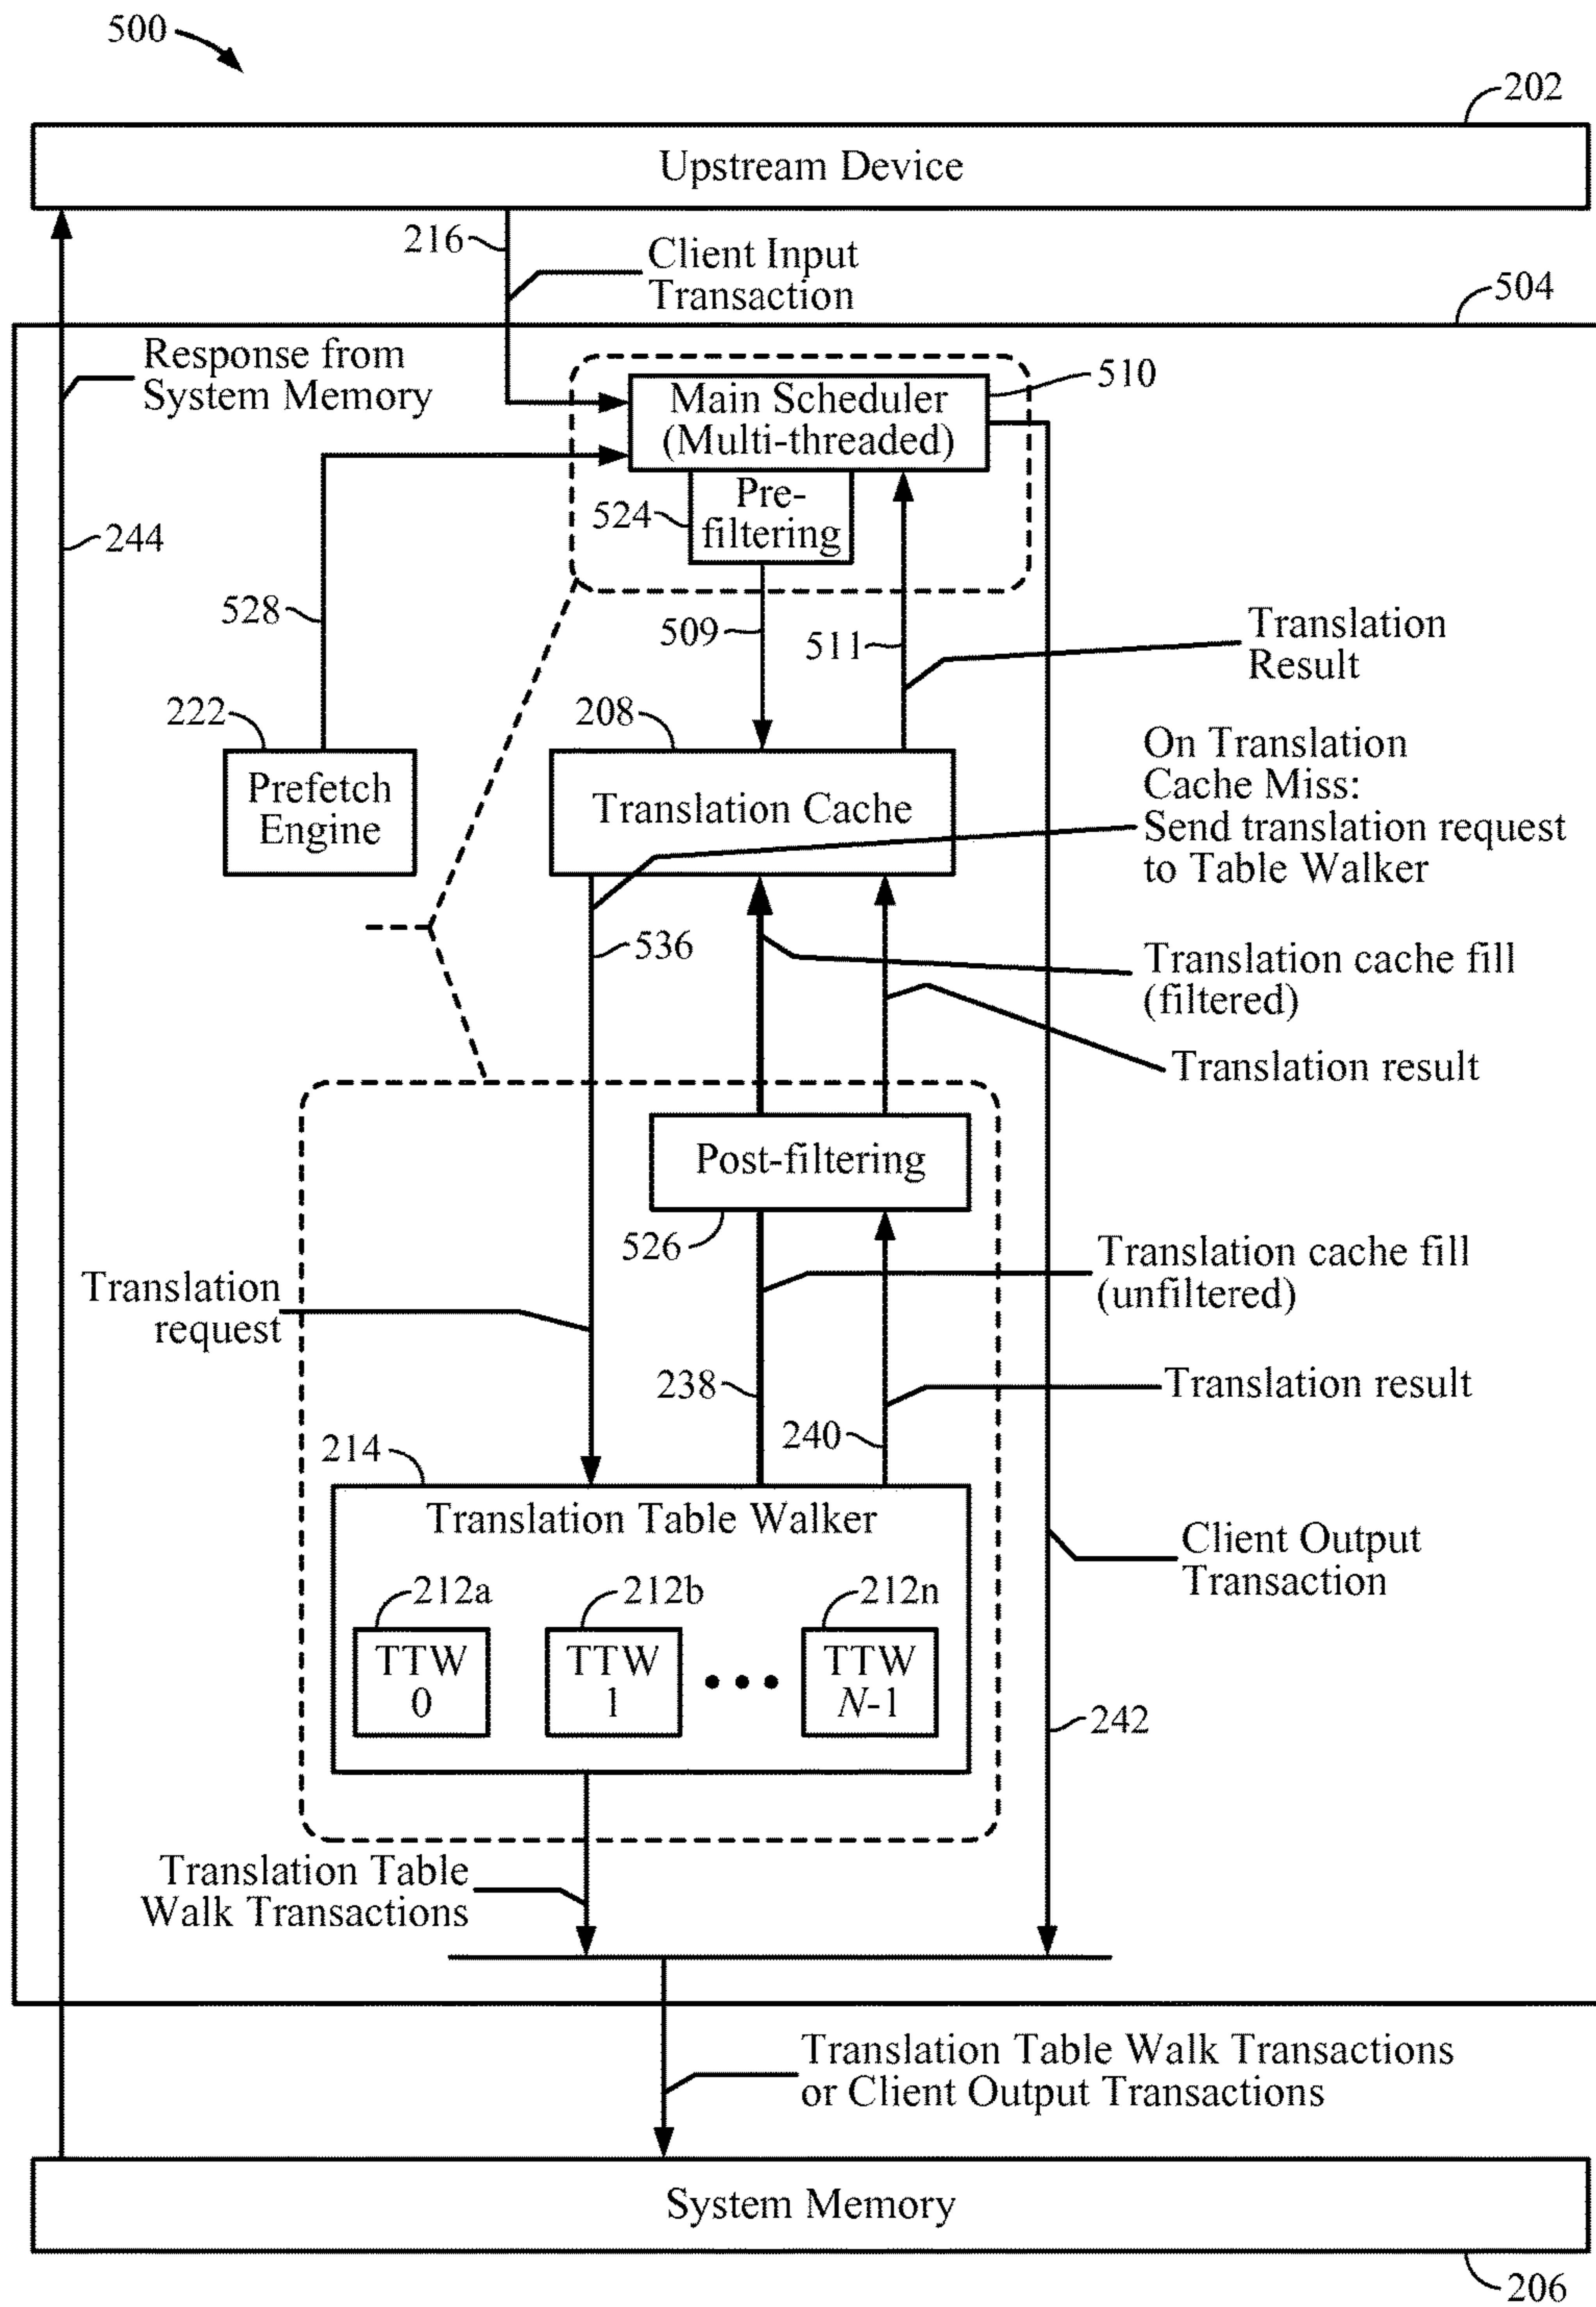 500
202
Upstream Device
216
Client Input
Transaction
504
Response from
System Memory
510
Main Scheduler
(Multi-threaded)
Pre-
filtering
524
244
528
509
511
Translation
Result
222
208
On Translation
Cache Miss:
Send translation request
to Table Walker
Prefetch
Engine
Translation Cache
536
Translation cache fill
(filtered)
Translation result
Post-filtering
526
Translation cache fill
(unfiltered)
Translation
request
238
Translation result
240
214
Translation Table Walker
Client Output
Transaction
212a
212b
212n
TTW
0
TTW
1
TTW
N-1
242
Translation Table
Walk Transactions
Translation Table Walk Transactions
or Client Output Transactions
System Memory
206